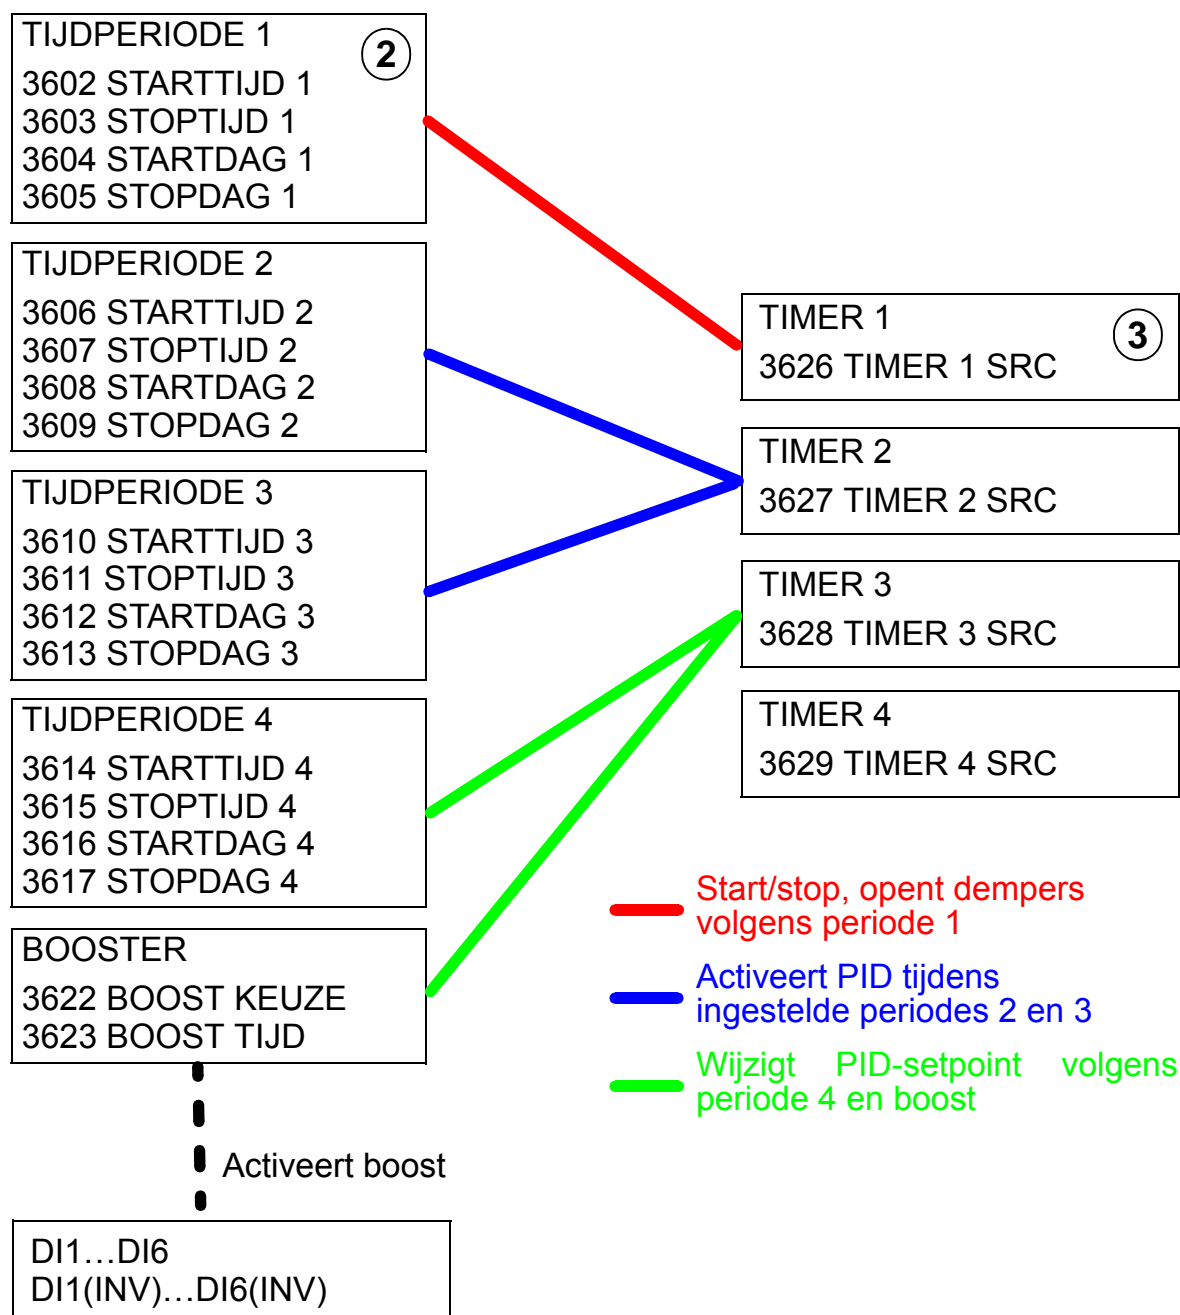 TIJDPERIODE 1
2
3602 STARTTIJD 1
3603 STOPTIJD 1
3604 STARTDAG 1
3605 STOPDAG 1
TIJDPERIODE 2
3606 STARTTIJD 2
3607 STOPTIJD 2
3608 STARTDAG 2
3609 STOPDAG 2
TIJDPERIODE 3
3610 STARTTIJD 3
3611 STOPTIJD 3
3612 STARTDAG 3
3613 STOPDAG 3
TIJDPERIODE 4
3614 STARTTIJD 4
3615 STOPTIJD 4
3616 STARTDAG 4
3617 STOPDAG 4
BOOSTER
3622 BOOST KEUZE
3623 BOOST TIJD
Activeert boost
DI1…DI6
DI1(INV)…DI6(INV)
TIMER 1
3
3626 TIMER 1 SRC
TIMER 2
3627 TIMER 2 SRC
TIMER 3
3628 TIMER 3 SRC
TIMER 4
3629 TIMER 4 SRC
Start/stop, opent dempers
volgens periode 1
Activeert PID tijdens
ingestelde periodes 2 en 3
Wijzigt PID-setpoint volgens
periode 4 en boost